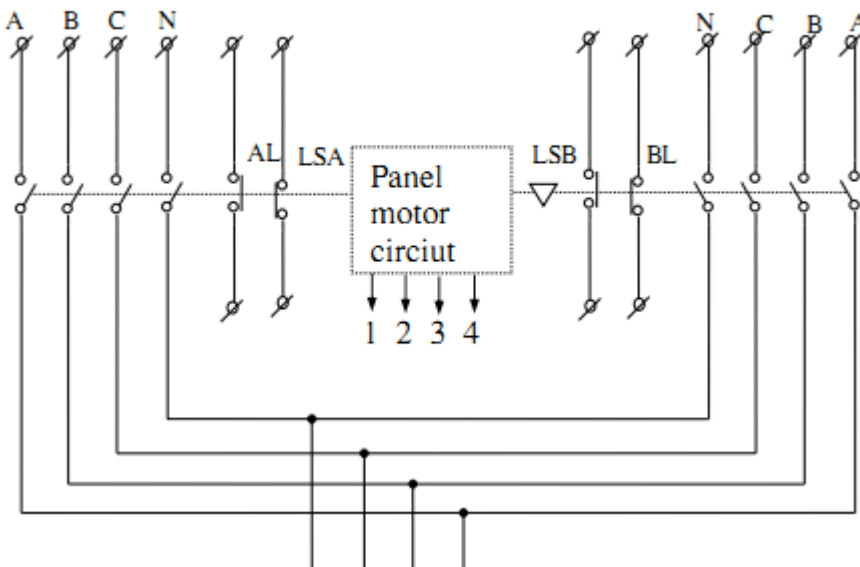 A B C N N C B A
AL LSA LSB BL
Panel
motor
circiut
1 2 3 4